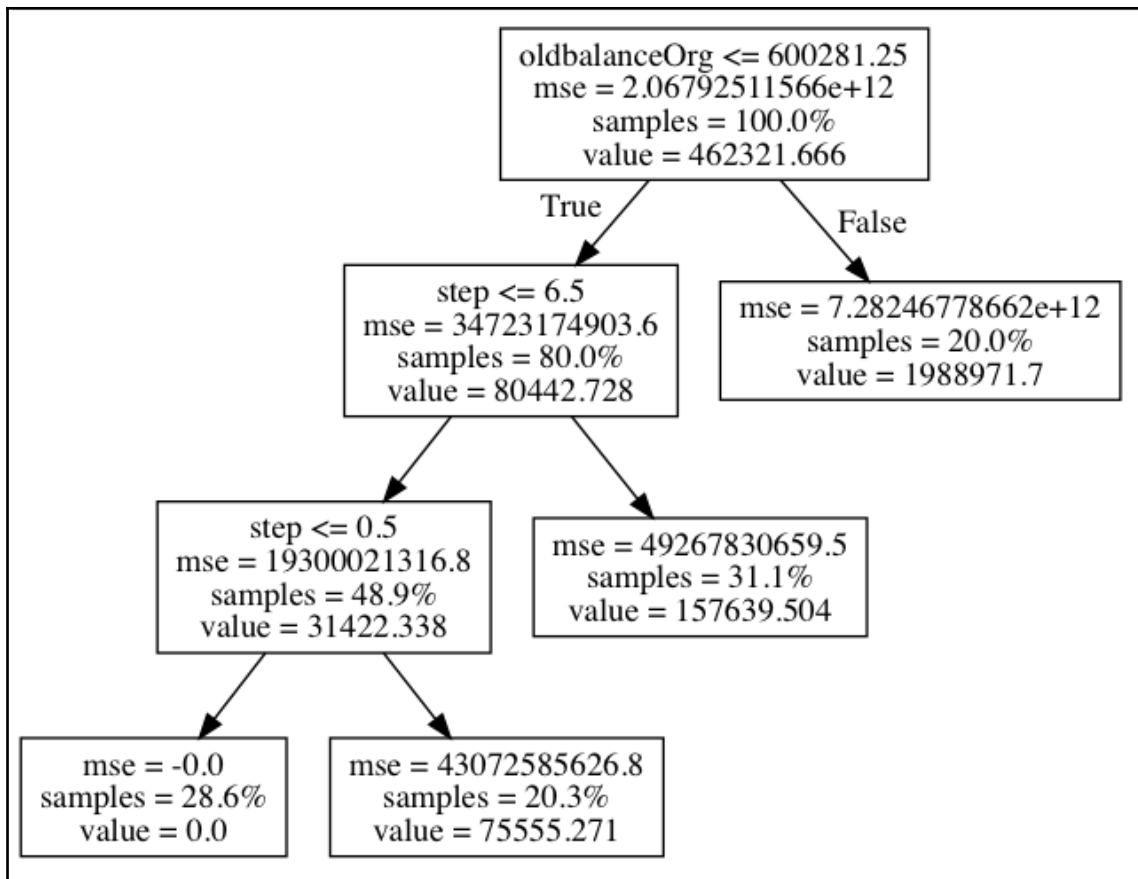 oldbalanceOrg <= 600281.25
mse = 2.06792511566e+12
samples = 100.0%
value = 462321.666
True
False
step <= 6.5
mse = 34723174903.6
samples = 80.0%
value = 80442.728
mse = 7.28246778662e+12
samples = 20.0%
value = 1988971.7
step <= 0.5
mse = 19300021316.8
samples = 48.9%
value = 31422.338
mse = 49267830659.5
samples = 31.1%
value = 157639.504
mse = -0.0
samples = 28.6%
value = 0.0
mse = 43072585626.8
samples = 20.3%
value = 75555.271